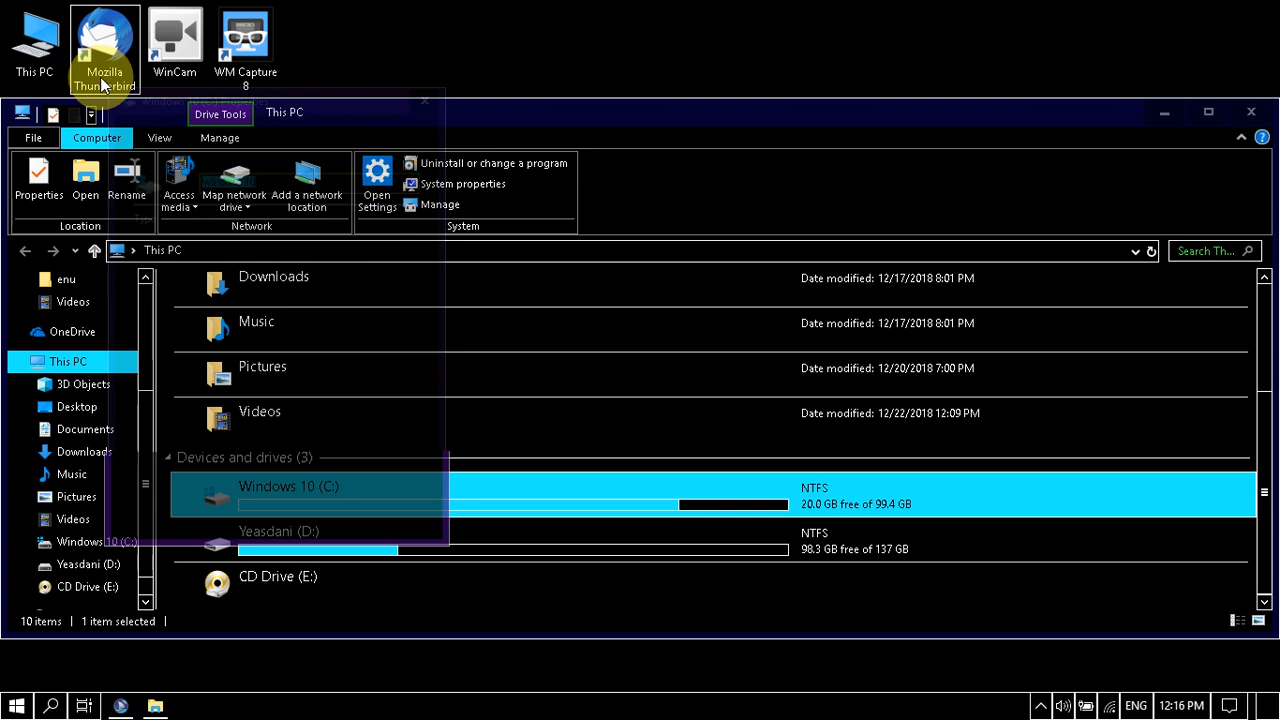 This PC
Mozilla
Thunderbird
WinCam
WM Capture
8
Windows 10 (C:) Properties
Drive Tools
This PC
File
Computer
View
Manage
Properties
Open
Rename
Access
media
Map network
drive
Add a network
location
Open
Settings
Uninstall or change a program
System properties
Manage
Location
Network
System
This PC
Search Th...
enu
Videos
OneDrive
This PC
3D Objects
Desktop
Documents
Downloads
Music
Pictures
Videos
Windows 10 (C:)
Yeasdani (D:)
CD Drive (E:)
Downloads
Date modified: 12/17/2018 8:01 PM
Music
Date modified: 12/17/2018 8:01 PM
Pictures
Date modified: 12/20/2018 7:00 PM
Videos
Date modified: 12/22/2018 12:09 PM
Devices and drives (3)
Windows 10 (C:)
NTFS
20.0 GB free of 99.4 GB
Yeasdani (D:)
NTFS
98.3 GB free of 137 GB
CD Drive (E:)
10 items
1 item selected
ENG
12:16 PM